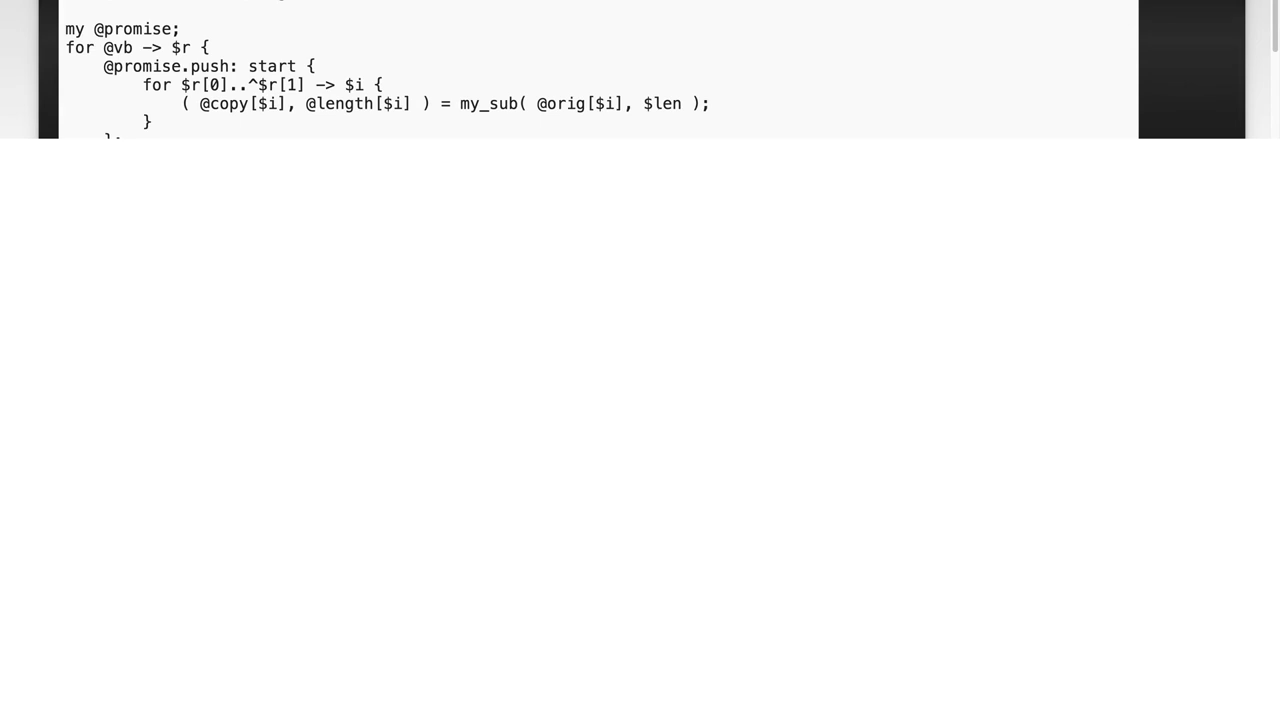 my @promise;
for @vb -> $r {
    @promise.push: start {
        for $r[0]..^$r[1] -> $i {
            ( @copy[$i], @length[$i] ) = my_sub( @orig[$i], $len );
        }